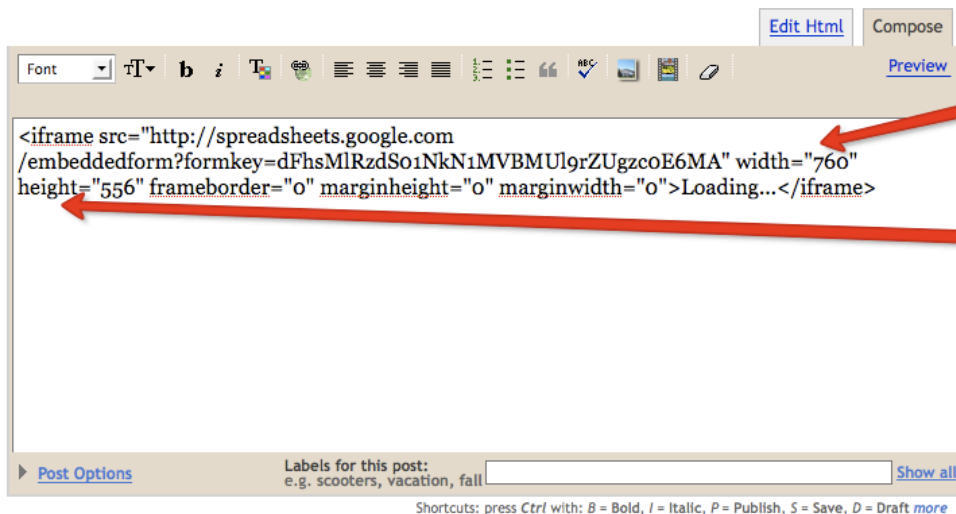 Edit Html Compose
Font b i ABC Preview
<iframe src="http://spreadsheets.google.com
/embeddedform?formkey=dFhsMlRzdS01NkN1MVBMUl9rZUgzc0E6MA" width="760"
height="556" frameborder="0" marginheight="0" marginwidth="0">Loading...</iframe>
Post Options Labels for this post: Show all
e.g. scooters, vacation, fall
Shortcuts: press Ctrl with: B = Bold, I = Italic, P = Publish, S = Save, D = Draft more